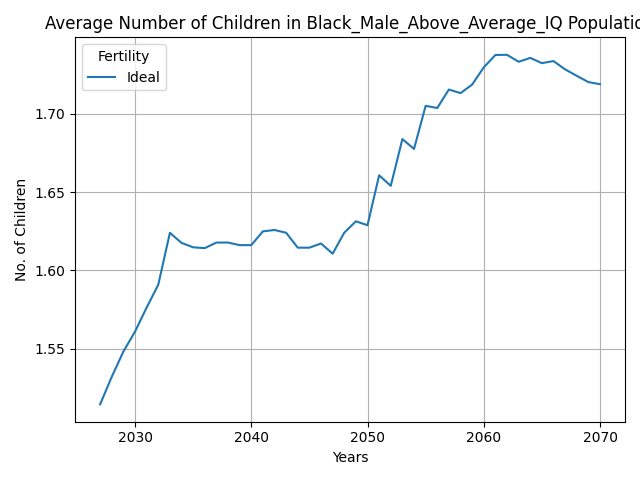 Average Number of Children in Black_Male_Above_Average_IQ Populatio
Fertility
Ideal
No. of Children
1.70
1.65
1.60
1.55
2030 2040 2050 2060 2070
Years